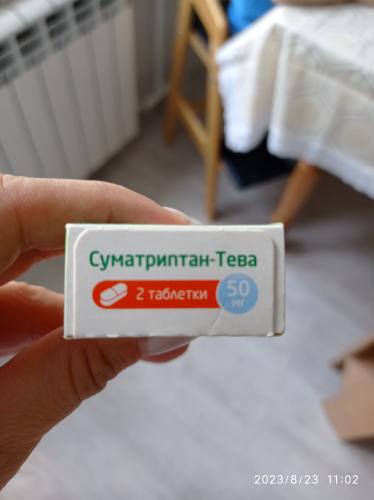 Суматриптан-Тева
2 таблетки
50
мг
2023/8/23 11:02